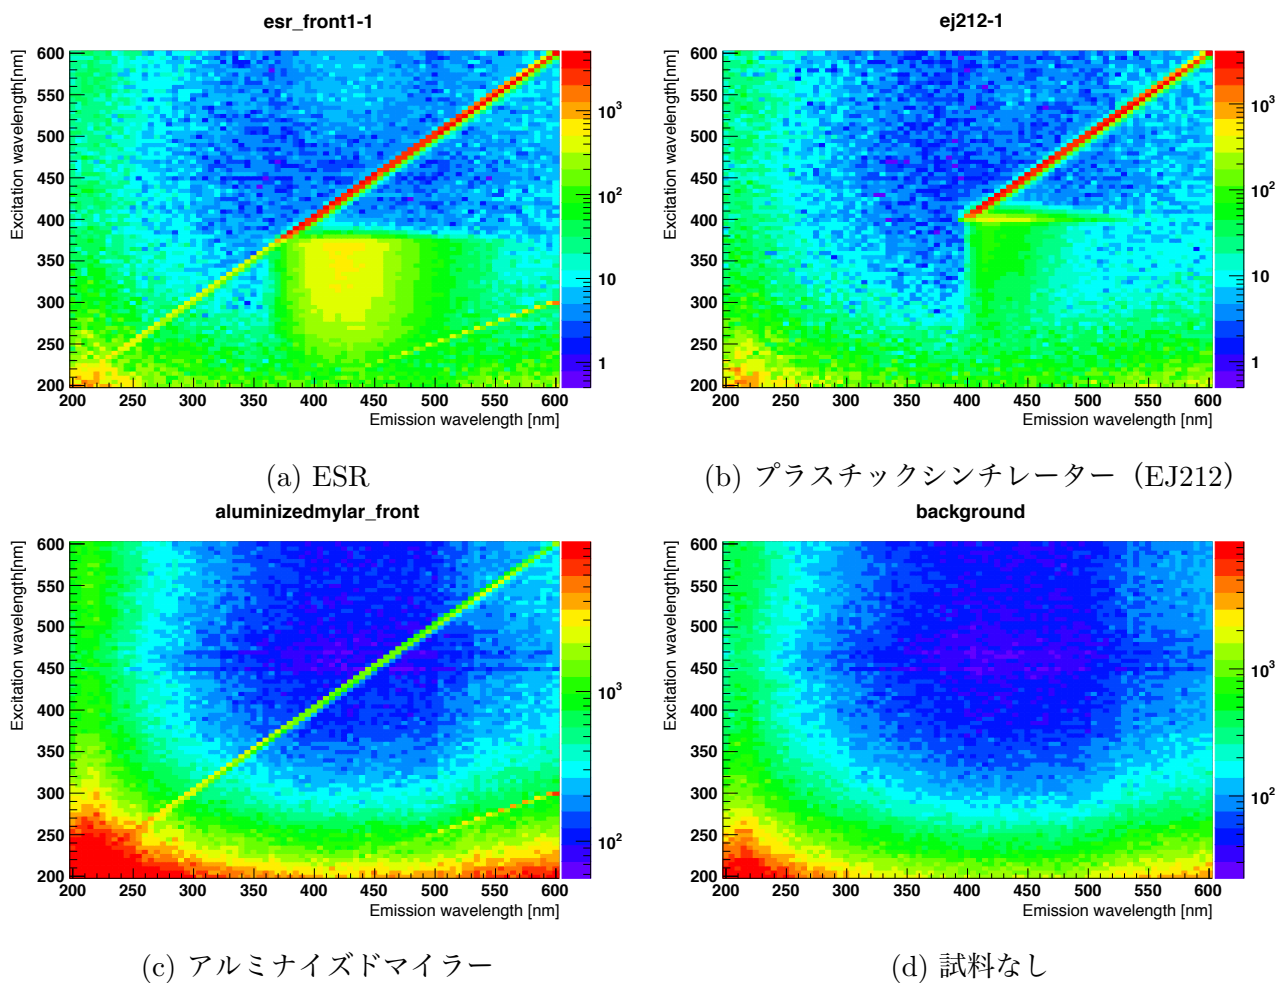 esr_front1-1
Excitation wavelength[nm]
600
550
500
450
400
350
300
250
200
200 250 300 350 400 450 500 550 600
Emission wavelength [nm]
10³
10²
10
1
(a) ESR
ej212-1
Excitation wavelength[nm]
600
550
500
450
400
350
300
250
200
200 250 300 350 400 450 500 550 600
Emission wavelength [nm]
10³
10²
10
1
(b) プラスチックシンチレーター（EJ212）
aluminizedmylar_front
Excitation wavelength[nm]
600
550
500
450
400
350
300
250
200
200 250 300 350 400 450 500 550 600
Emission wavelength [nm]
10³
10²
(c) アルミナイズドマイラー
background
Excitation wavelength[nm]
600
550
500
450
400
350
300
250
200
200 250 300 350 400 450 500 550 600
Emission wavelength [nm]
10³
10²
(d) 試料なし